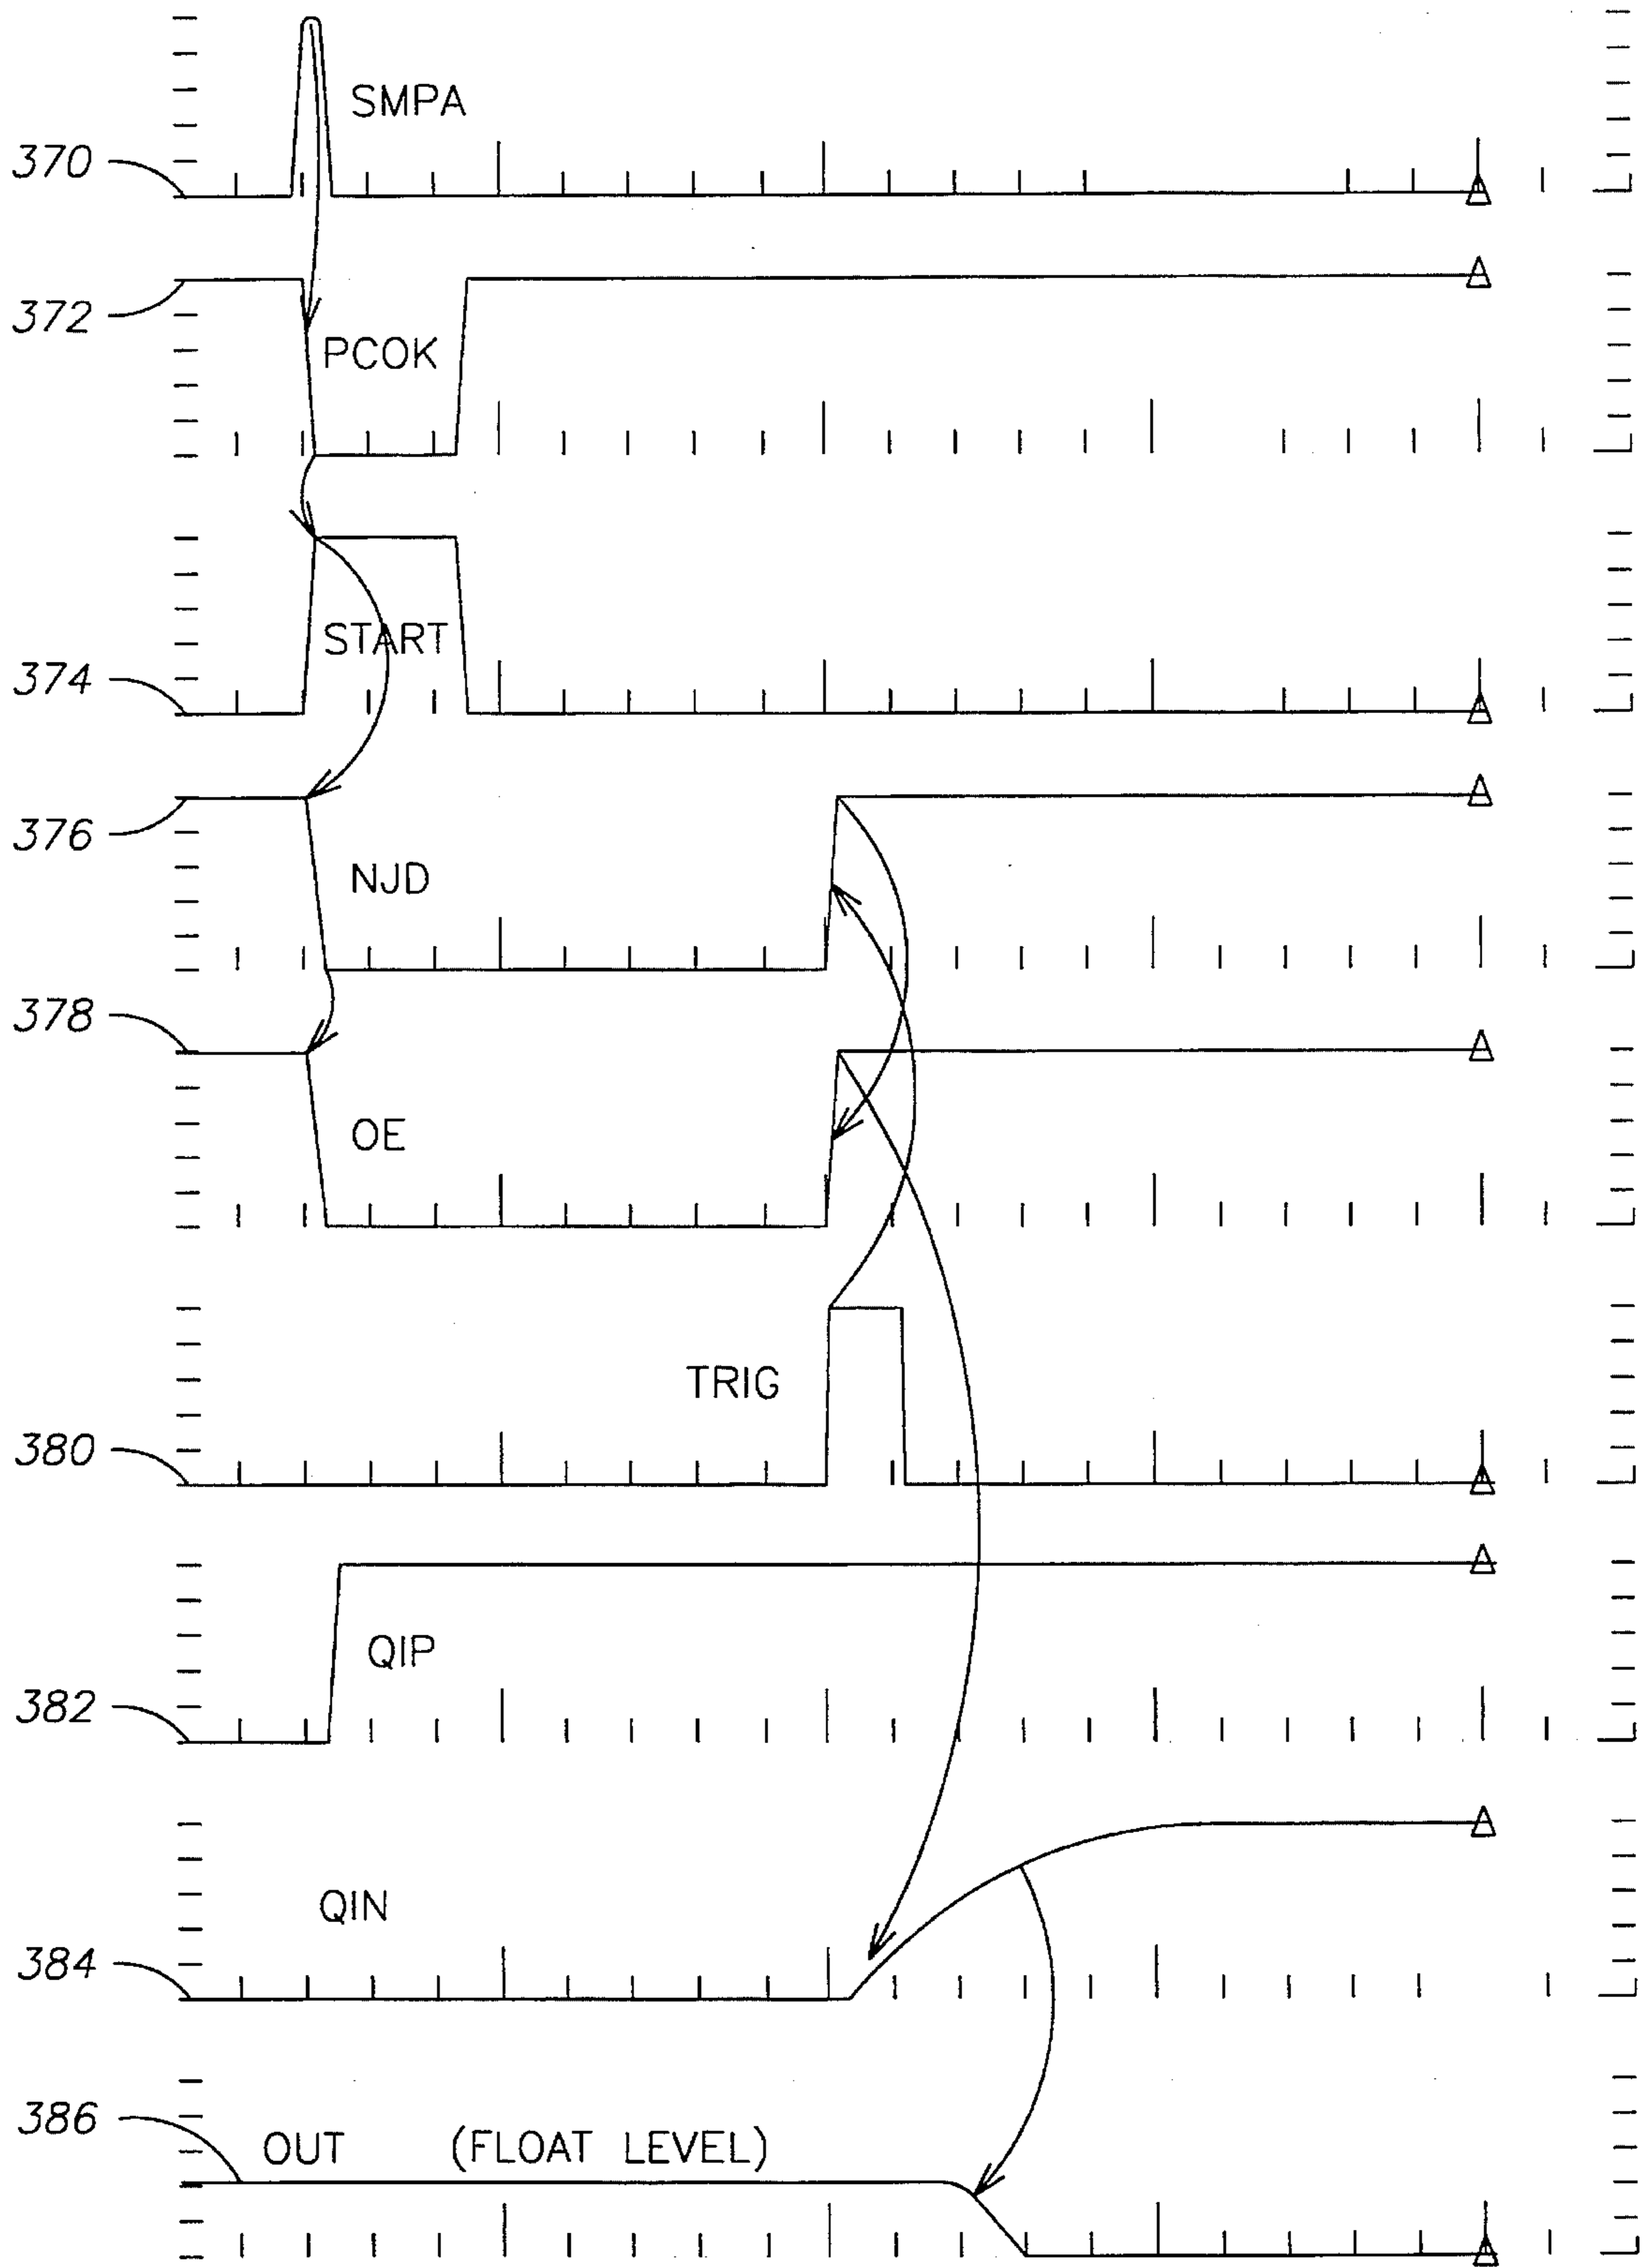 SMPA
370
372
PCOK
START
374
376
NJD
378
OE
TRIG
380
QIP
382
QIN
384
386
OUT (FLOAT LEVEL)